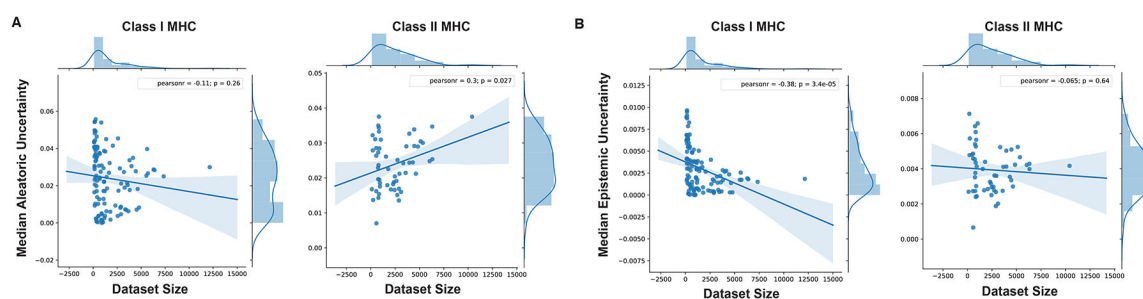 A
Class I MHC
pearsonr = -0.11; p = 0.26
Median Aleatoric Uncertainty
0.06
0.04
0.02
0.00
−0.02
−2500 0 2500 5000 7500 10000 12500 15000
Dataset Size
Class II MHC
pearsonr = 0.3; p = 0.027
0.05
0.04
0.03
0.02
0.01
0.00
−2500 0 2500 5000 7500 10000 12500 15000
Dataset Size
B
Class I MHC
pearsonr = -0.38; p = 3.4e-05
Median Epistemic Uncertainty
0.0125
0.0100
0.0075
0.0050
0.0025
0.0000
−0.0025
−0.0050
−0.0075
−2500 0 2500 5000 7500 10000 12500 15000
Dataset Size
Class II MHC
pearsonr = -0.065; p = 0.64
0.008
0.006
0.004
0.002
0.000
−2500 0 2500 5000 7500 10000 12500 15000
Dataset Size